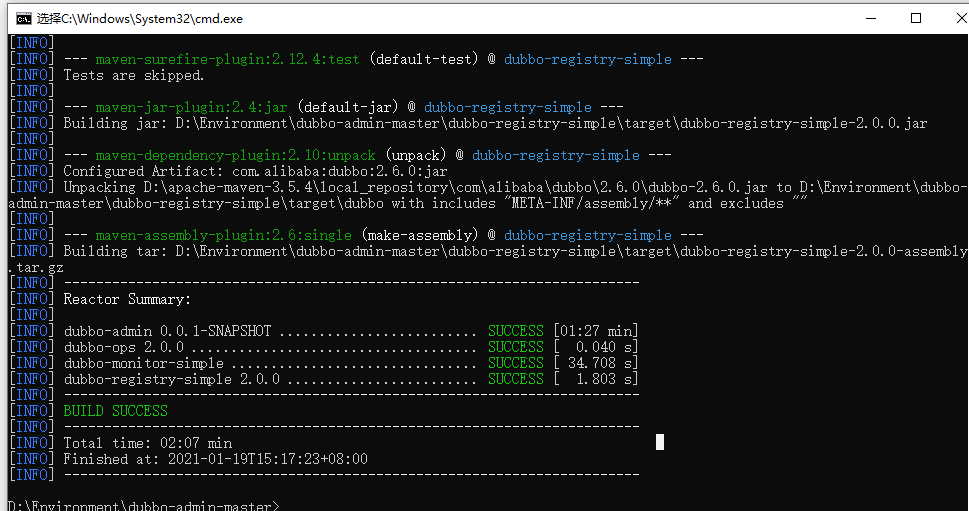 选择C:\Windows\System32\cmd.exe
[INFO]
[INFO] --- maven-surefire-plugin:2.12.4:test (default-test) @ dubbo-registry-simple ---
[INFO] Tests are skipped.
[INFO]
[INFO] --- maven-jar-plugin:2.4:jar (default-jar) @ dubbo-registry-simple ---
[INFO] Building jar: D:\Environment\dubbo-admin-master\dubbo-registry-simple\target\dubbo-registry-simple-2.0.0.jar
[INFO]
[INFO] --- maven-dependency-plugin:2.10:unpack (unpack) @ dubbo-registry-simple ---
[INFO] Configured Artifact: com.alibaba:dubbo:2.6.0:jar
[INFO] Unpacking D:\apache-maven-3.5.4\local_repository\com\alibaba\dubbo\2.6.0\dubbo-2.6.0.jar to D:\Environment\dubbo-
admin-master\dubbo-registry-simple\target\dubbo with includes "META-INF/assembly/**" and excludes ""
[INFO]
[INFO] --- maven-assembly-plugin:2.6:single (make-assembly) @ dubbo-registry-simple ---
[INFO] Building tar: D:\Environment\dubbo-admin-master\dubbo-registry-simple\target\dubbo-registry-simple-2.0.0-assembly
.tar.gz
[INFO] ------------------------------------------------------------------------
[INFO] Reactor Summary:
[INFO]
[INFO] dubbo-admin 0.0.1-SNAPSHOT ......................... SUCCESS [01:27 min]
[INFO] dubbo-ops 2.0.0 .................................... SUCCESS [  0.040 s]
[INFO] dubbo-monitor-simple ............................... SUCCESS [ 34.708 s]
[INFO] dubbo-registry-simple 2.0.0 ........................ SUCCESS [  1.803 s]
[INFO] ------------------------------------------------------------------------
[INFO] BUILD SUCCESS
[INFO] ------------------------------------------------------------------------
[INFO] Total time: 02:07 min
[INFO] Finished at: 2021-01-19T15:17:23+08:00
[INFO] ------------------------------------------------------------------------
D:\Environment\dubbo-admin-master>